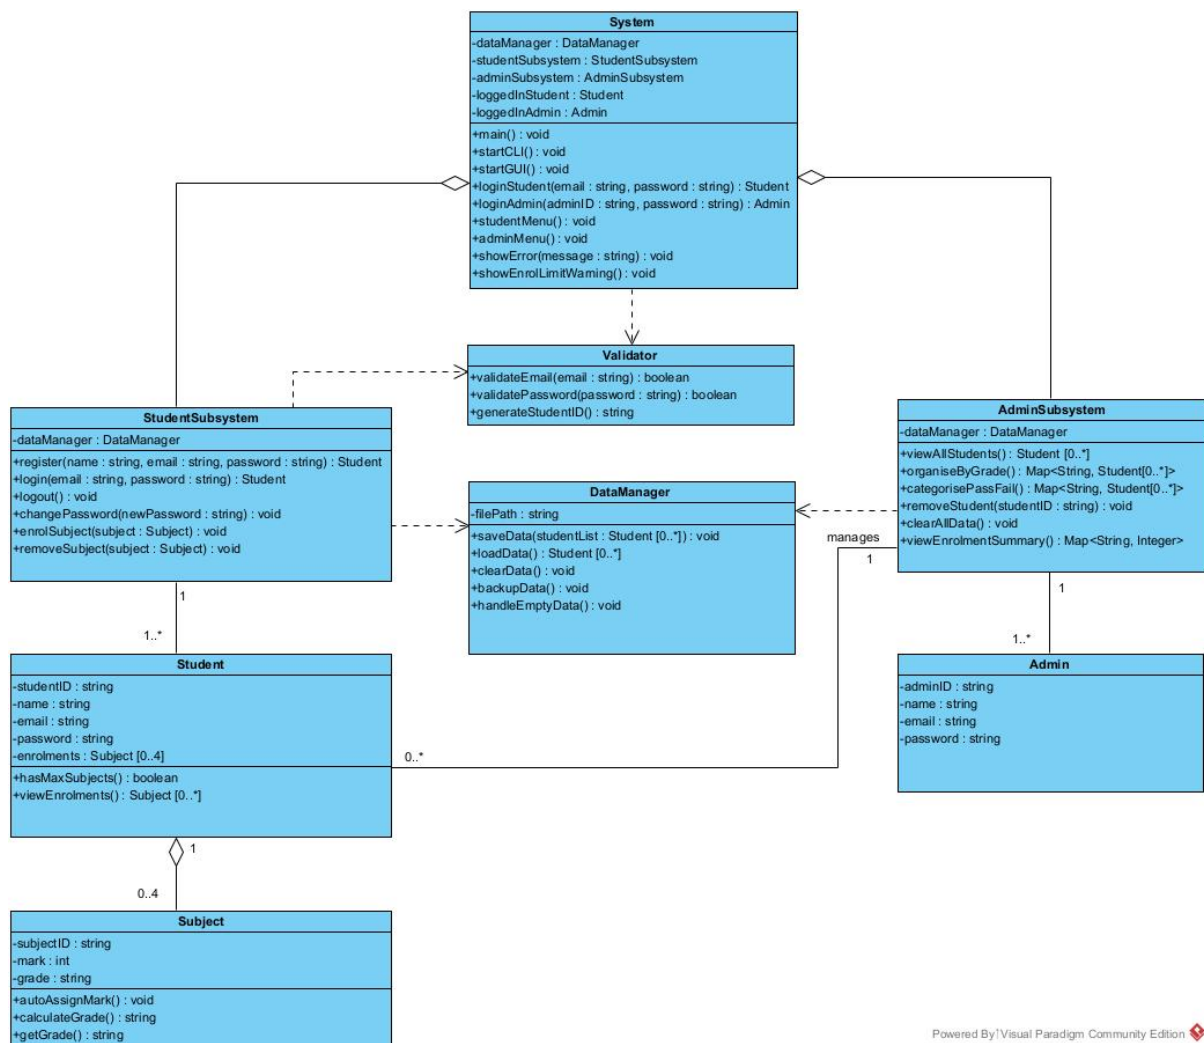 System
-dataManager : DataManager
-studentSubsystem : StudentSubsystem
-adminSubsystem : AdminSubsystem
-loggedInStudent : Student
-loggedInAdmin : Admin
+main() : void
+startCLI() : void
+startGUI() : void
+loginStudent(email : string, password : string) : Student
+loginAdmin(adminID : string, password : string) : Admin
+studentMenu() : void
+adminMenu() : void
+showError(message : string) : void
+showEnrolLimitWarning() : void
Validator
+validateEmail(email : string) : boolean
+validatePassword(password : string) : boolean
+generateStudentID() : string
StudentSubsystem
-dataManager : DataManager
+register(name : string, email : string, password : string) : Student
+login(email : string, password : string) : Student
+logout() : void
+changePassword(newPassword : string) : void
+enrolSubject(subject : Subject) : void
+removeSubject(subject : Subject) : void
AdminSubsystem
-dataManager : DataManager
+viewAllStudents() : Student [0..*]
+organiseByGrade() : Map<String, Student[0..*]>
+categorisePassFail() : Map<String, Student[0..*]>
+removeStudent(studentID : string) : void
+clearAllData() : void
+viewEnrolmentSummary() : Map<String, Integer>
DataManager
-filePath : string
+saveData(studentList : Student [0..*]) : void
+loadData() : Student [0..*]
+clearData() : void
+backupData() : void
+handleEmptyData() : void
manages
1
1
1..*
1
1..*
Student
-studentID : string
-name : string
-email : string
-password : string
-enrolments : Subject [0..4]
+hasMaxSubjects() : boolean
+viewEnrolments() : Subject [0..*]
0..*
Admin
-adminID : string
-name : string
-email : string
-password : string
1
0..4
Subject
-subjectID : string
-mark : int
-grade : string
+autoAssignMark() : void
+calculateGrade() : string
+getGrade() : string
Powered By Visual Paradigm Community Edition